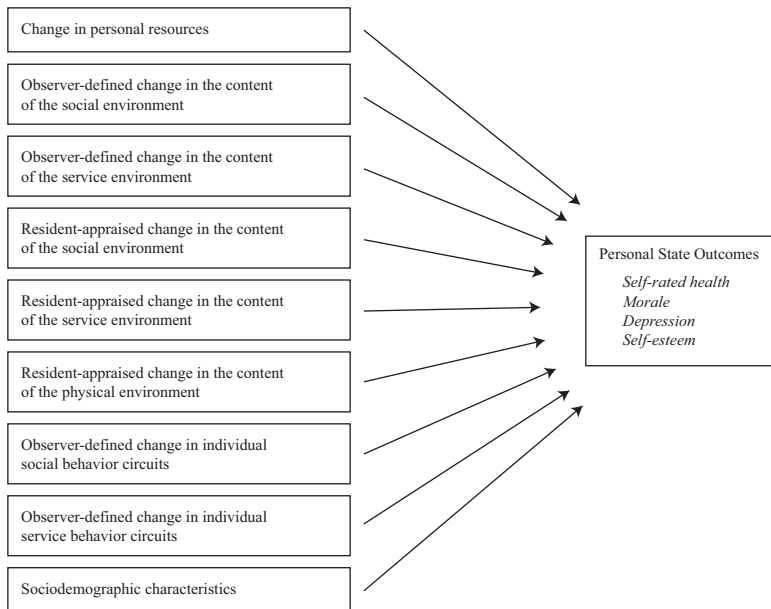 Change in personal resources
Observer-defined change in the content
of the social environment
Observer-defined change in the content
of the service environment
Resident-appraised change in the content
of the social environment
Resident-appraised change in the content
of the service environment
Resident-appraised change in the content
of the physical environment
Observer-defined change in individual
social behavior circuits
Observer-defined change in individual
service behavior circuits
Sociodemographic characteristics
Personal State Outcomes
Self-rated health
Morale
Depression
Self-esteem